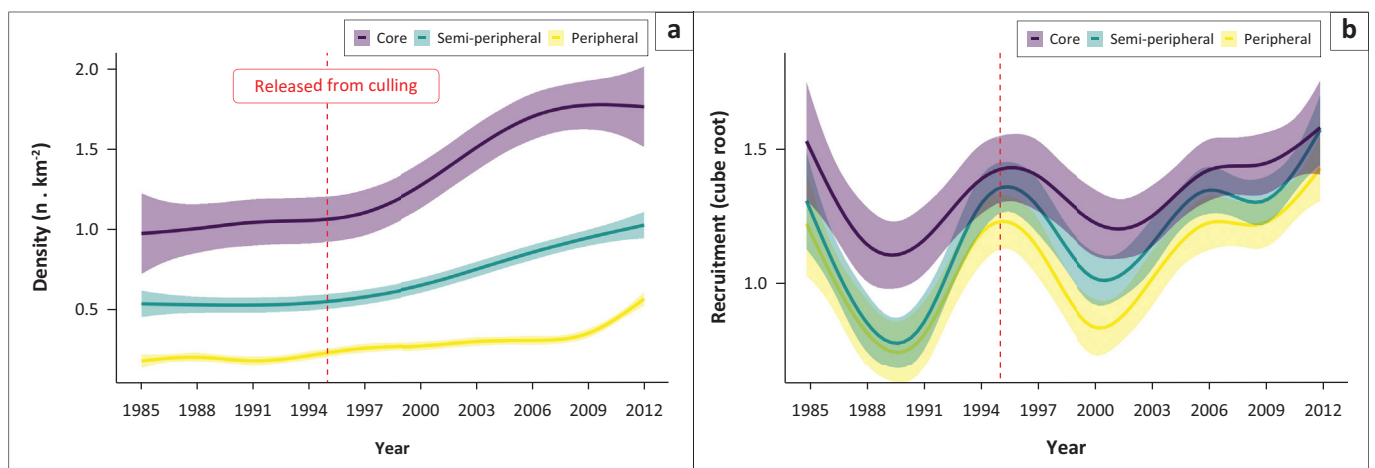 Core Semi-peripheral Peripheral
a
Released from culling
2.0
1.5
1.0
0.5
Density (n . km⁻²)
1985 1988 1991 1994 1997 2000 2003 2006 2009 2012
Year
Core Semi-peripheral Peripheral
b
1.5
1.0
Recruitment (cube root)
1985 1988 1991 1994 1997 2000 2003 2006 2009 2012
Year